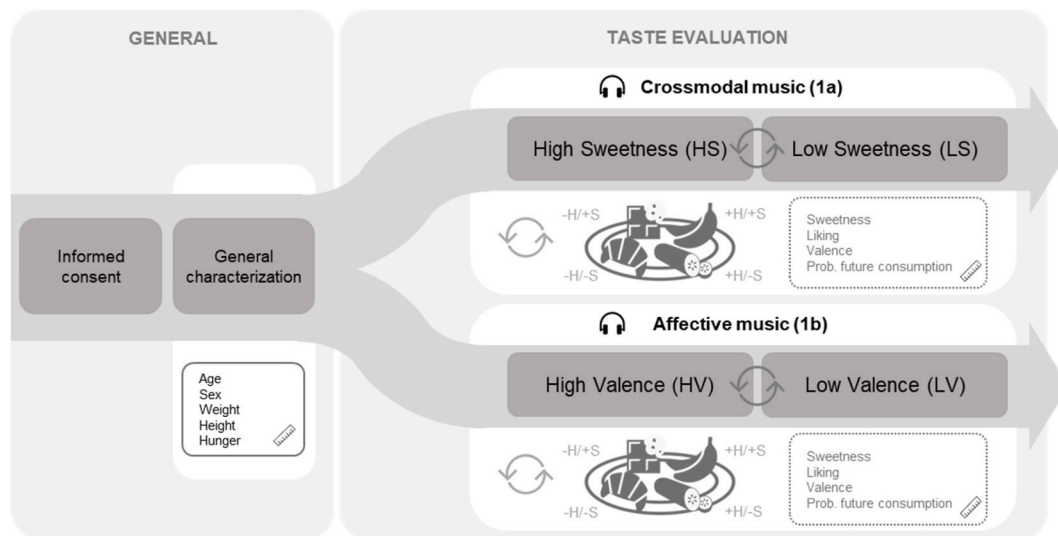 GENERAL
TASTE EVALUATION
Crossmodal music (1a)
High Sweetness (HS)
Low Sweetness (LS)
-H/+S
+H/+S
-H/-S
+H/-S
Sweetness
Liking
Valence
Prob. future consumption
Informed
consent
General
characterization
Age
Sex
Weight
Height
Hunger
Affective music (1b)
High Valence (HV)
Low Valence (LV)
-H/+S
+H/+S
-H/-S
+H/-S
Sweetness
Liking
Valence
Prob. future consumption